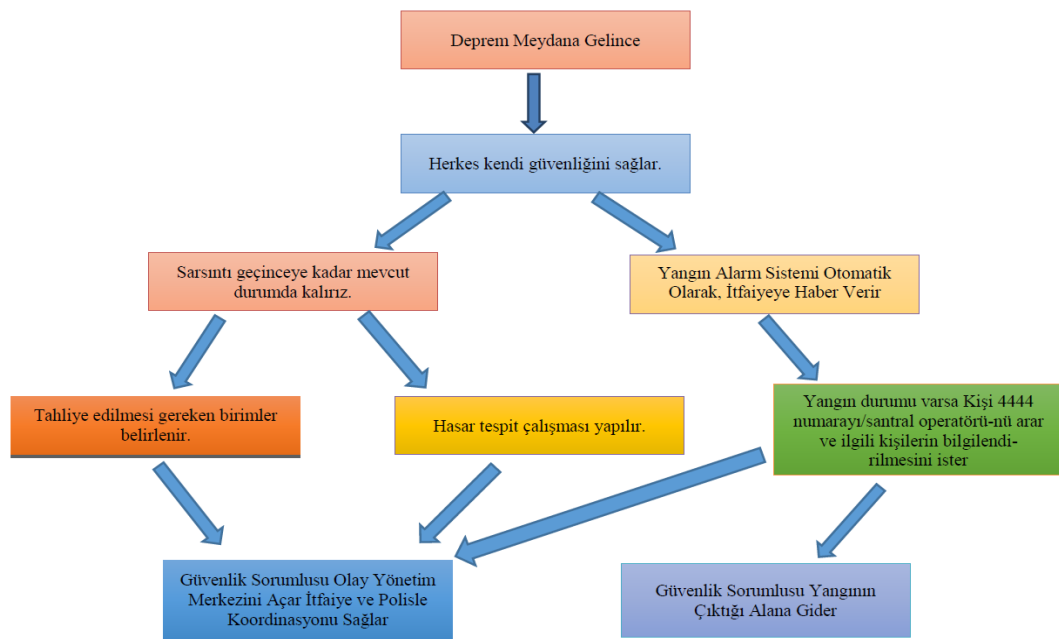 Deprem Meydana Gelince
Herkes kendi güvenliğini sağlar.
Sarsıntı geçinceye kadar mevcut
durumda kalırız.
Yangın Alarm Sistemi Otomatik
Olarak, İtfaiyeye Haber Verir
Tahliye edilmesi gereken birimler
belirlenir.
Hasar tespit çalışması yapılır.
Yangın durumu varsa Kişi 4444
numarayı/santral operatörü-nü arar
ve ilgili kişilerin bilgilendi-
rilmesini ister
Güvenlik Sorumlusu Olay Yönetim
Merkezini Açar İtfaiye ve Polisle
Koordinasyonu Sağlar
Güvenlik Sorumlusu Yangının
Çıktığı Alana Gider